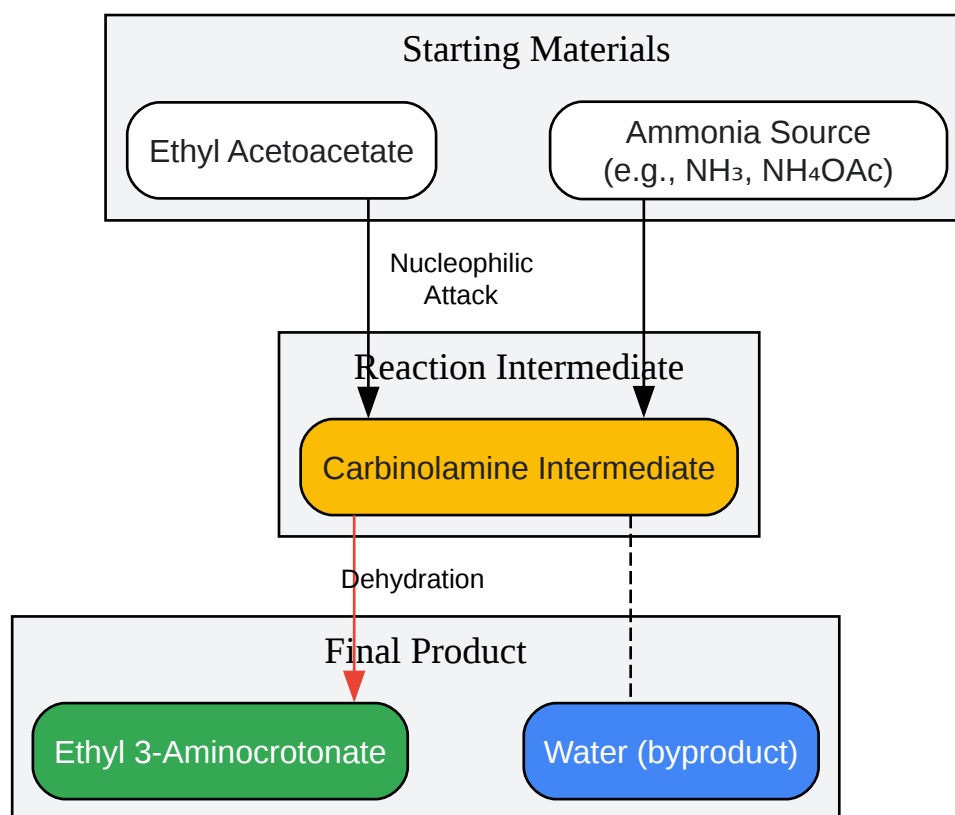 Starting Materials
Ethyl Acetoacetate
Ammonia Source
(e.g., NH₃, NH₄OAc)
Nucleophilic
Attack
Reaction Intermediate
Carbinolamine Intermediate
Dehydration
Final Product
Ethyl 3-Aminocrotonate
Water (byproduct)